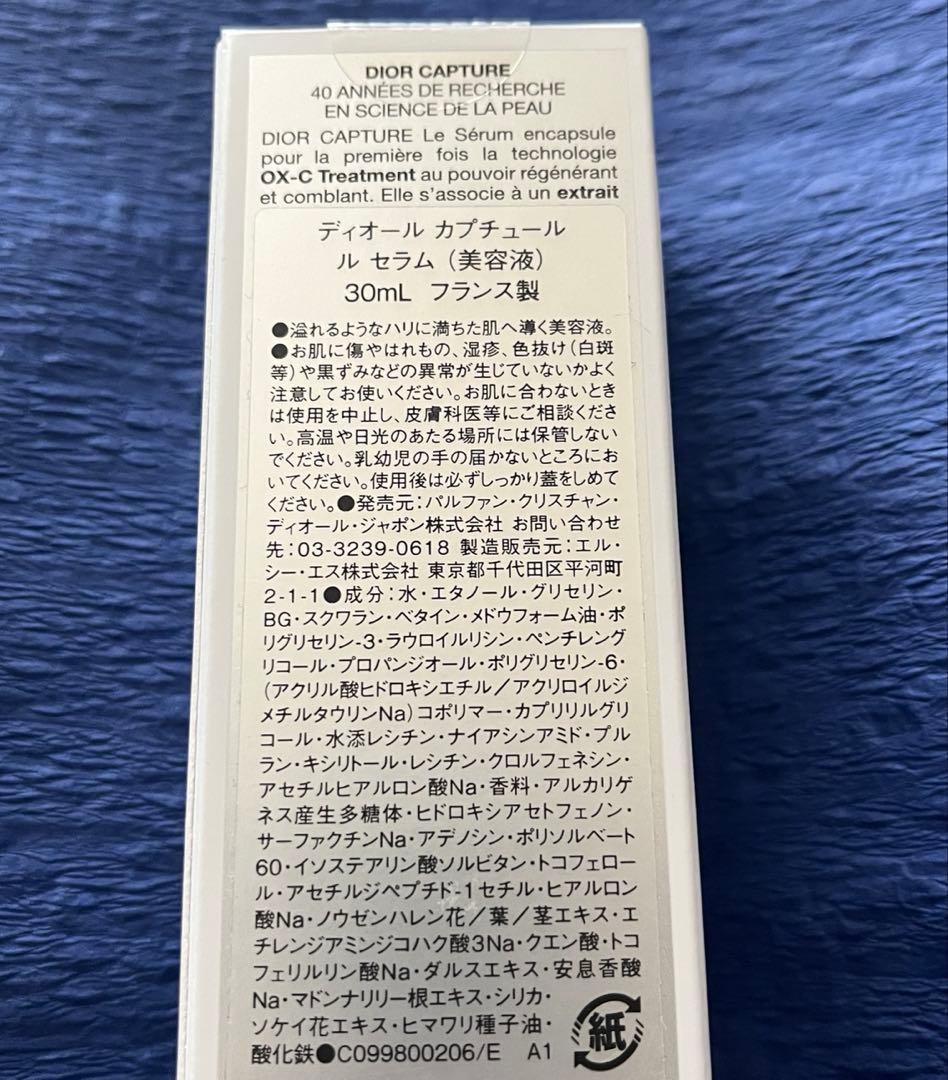 DIOR CAPTURE
40 ANNÉES DE RECHERCHE
EN SCIENCE DE LA PEAU
DIOR CAPTURE Le Sérum encapsule
pour la première fois la technologie
OX-C Treatment au pouvoir régénérant
et comblant. Elle s'associe à un extrait
ディオール カプチュール
ル セラム（美容液）
30mL フランス製
●溢れるようなハリに満ちた肌へ導く美容液。
●お肌に傷やはれもの、湿疹、色抜け（白斑
等）や黒ずみなどの異常が生じていないかよく
注意してお使いください。お肌に合わないとき
は使用を中止し、皮膚科医等にご相談くださ
い。高温や日光のあたる場所には保管しない
でください。乳幼児の手の届かないところにお
いてください。使用後は必ずしっかり蓋をしめて
ください。●発売元：パルファン・クリスチャン・
ディオール・ジャポン株式会社 お問い合わせ
先：03-3239-0618 製造販売元：エル・
シー・エス株式会社 東京都千代田区平河町
2-1-1●成分：水・エタノール・グリセリン・
BG・スクワラン・ベタイン・メドウフォーム油・ポ
リグリセリン-3・ラウロイルリシン・ペンチレング
リコール・プロパンジオール・ポリグリセリン-6・
（アクリル酸ヒドロキシエチル／アクリロイルジ
メチルタウリンNa）コポリマー・カプリリルグリ
コール・水添レシチン・ナイアシンアミド・プル
ラン・キシリトール・レシチン・クロルフェネシン・
アセチルヒアルロン酸Na・香料・アルカリゲ
ネス産生多糖体・ヒドロキシアセトフェノン・
サーファクチンNa・アデノシン・ポリソルベート
60・イソステアリン酸ソルビタン・トコフェロー
ル・アセチルジペプチド-1セチル・ヒアルロン
酸Na・ノウゼンハレン花／葉／茎エキス・エ
チレンジアミンジコハク酸3Na・クエン酸・トコ
フェリルリン酸Na・ダルスエキス・安息香酸
Na・マドンナリリー根エキス・シリカ・
ソケイ花エキス・ヒマワリ種子油・
酸化鉄●C099800206/E A1
紙